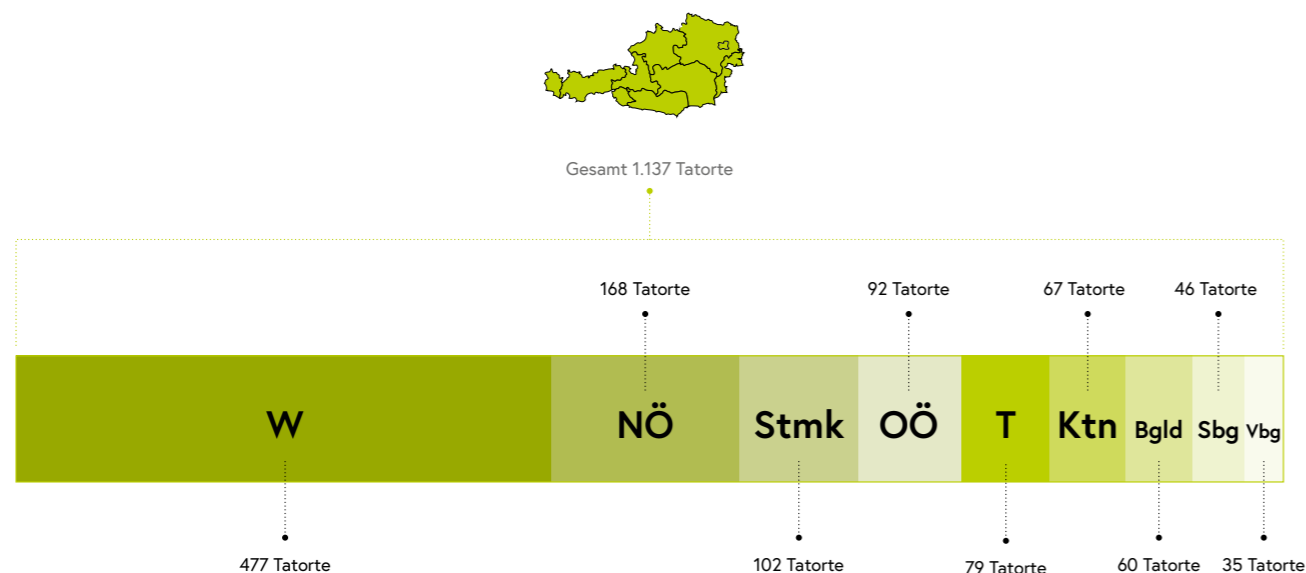 Gesamt 1.137 Tatorte
168 Tatorte
92 Tatorte
67 Tatorte
46 Tatorte
W
NÖ
Stmk
OÖ
T
Ktn
Bgld
Sbg
Vbg
477 Tatorte
102 Tatorte
79 Tatorte
60 Tatorte
35 Tatorte